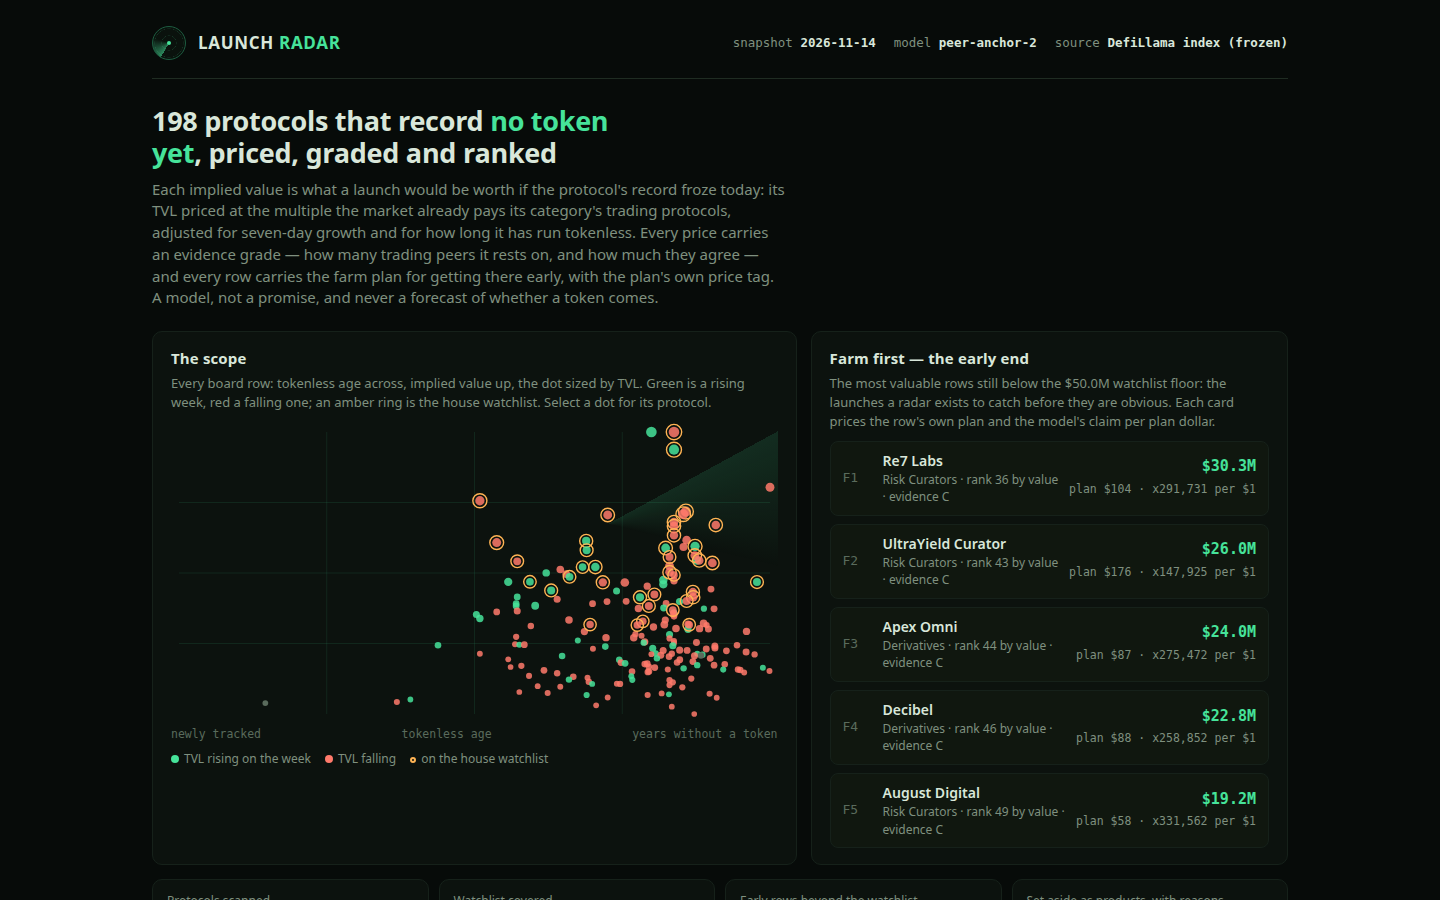 LAUNCH RADAR
snapshot 2026-11-14 model peer-anchor-2 source DefiLlama index (frozen)
198 protocols that record no token
yet, priced, graded and ranked
Each implied value is what a launch would be worth if the protocol's record froze today: its
TVL priced at the multiple the market already pays its category's trading protocols,
adjusted for seven-day growth and for how long it has run tokenless. Every price carries
an evidence grade — how many trading peers it rests on, and how much they agree —
and every row carries the farm plan for getting there early, with the plan's own price tag.
A model, not a promise, and never a forecast of whether a token comes.
The scope
Every board row: tokenless age across, implied value up, the dot sized by TVL. Green is a rising
week, red a falling one; an amber ring is the house watchlist. Select a dot for its protocol.
newly tracked tokenless age years without a token
TVL rising on the week TVL falling on the house watchlist
Farm first — the early end
The most valuable rows still below the $50.0M watchlist floor: the
launches a radar exists to catch before they are obvious. Each card
prices the row's own plan and the model's claim per plan dollar.
F1
Re7 Labs
Risk Curators · rank 36 by value
· evidence C
$30.3M
plan $104 · x291,731 per $1
F2
UltraYield Curator
Risk Curators · rank 43 by value
· evidence C
$26.0M
plan $176 · x147,925 per $1
F3
Apex Omni
Derivatives · rank 44 by value ·
evidence C
$24.0M
plan $87 · x275,472 per $1
F4
Decibel
Derivatives · rank 46 by value ·
evidence C
$22.8M
plan $88 · x258,852 per $1
F5
August Digital
Risk Curators · rank 49 by value ·
evidence C
$19.2M
plan $58 · x331,562 per $1
Protocols scanned
Watchlist covered
Early rows beyond the watchlist
Set aside as products, with reasons